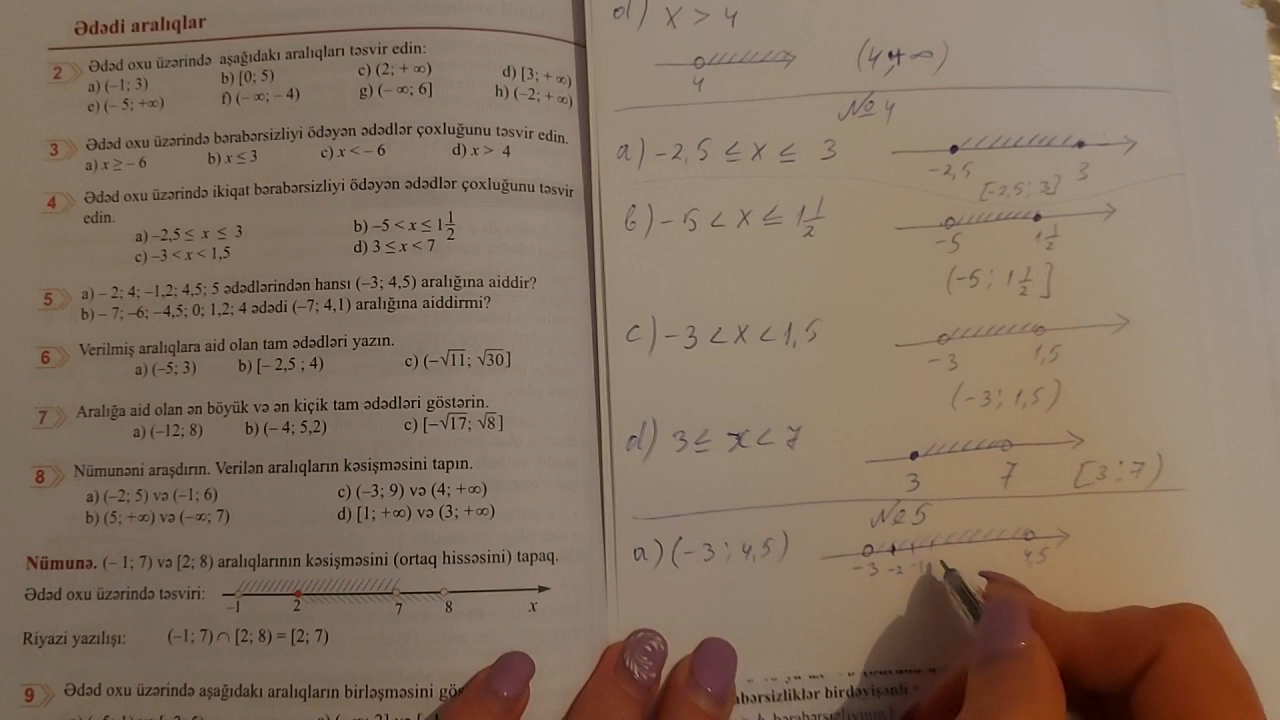 Ədədi aralıqlar
2 Ədəd oxu üzərində aşağıdakı aralıqları təsvir edin:
a) (–1; 3) b) [0; 5) c) (2; + ∞) d) [3; + ∞)
e) (– 5; +∞) f) (– ∞; – 4) g) (– ∞; 6] h) (–2; + ∞)
3 Ədəd oxu üzərində bərabərsizliyi ödəyən ədədlər çoxluğunu təsvir edin.
a) x ≥ – 6 b) x ≤ 3 c) x < – 6 d) x > 4
4 Ədəd oxu üzərində ikiqat bərabərsizliyi ödəyən ədədlər çoxluğunu təsvir
edin.
a) –2,5 ≤ x ≤ 3 b) –5 < x ≤ 1 1/2
c) –3 < x < 1,5 d) 3 ≤ x < 7
5 a) – 2; 4; –1,2; 4,5; 5 ədədlərindən hansı (–3; 4,5) aralığına aiddir?
b) – 7; –6; –4,5; 0; 1,2; 4 ədədi (–7; 4,1) aralığına aiddirmi?
6 Verilmiş aralıqlara aid olan tam ədədləri yazın.
a) (–5; 3) b) [– 2,5 ; 4) c) (–√11; √30]
7 Aralığa aid olan ən böyük və ən kiçik tam ədədləri göstərin.
a) (–12; 8) b) (– 4; 5,2) c) [–√17; √8]
8 Nümunəni araşdırın. Verilən aralıqların kəsişməsini tapın.
a) (–2; 5) və (–1; 6) c) (–3; 9) və (4; +∞)
b) (5; +∞) və (–∞; 7) d) [1; +∞) və (3; +∞)
Nümunə. (– 1; 7) və [2; 8) aralıqlarının kəsişməsini (ortaq hissəsini) tapaq.
Ədəd oxu üzərində təsviri:
–1 2 7 8 x
Riyazi yazılışı: (–1; 7) ∩ [2; 8) = [2; 7)
9 Ədəd oxu üzərində aşağıdakı aralıqların birləşməsini
d) x > 4
4 (4; +∞)
№4
a) -2,5 ≤ x ≤ 3
-2,5 3
[-2,5; 3]
b) -5 < x ≤ 1 1/2
-5 1 1/2
(-5; 1 1/2]
c) -3 < x < 1,5
-3 1,5
(-3; 1,5)
d) 3 ≤ x < 7
3 7 [3; 7)
№5
a) (-3; 4,5)
-3 -2 4,5
birdəyişənli